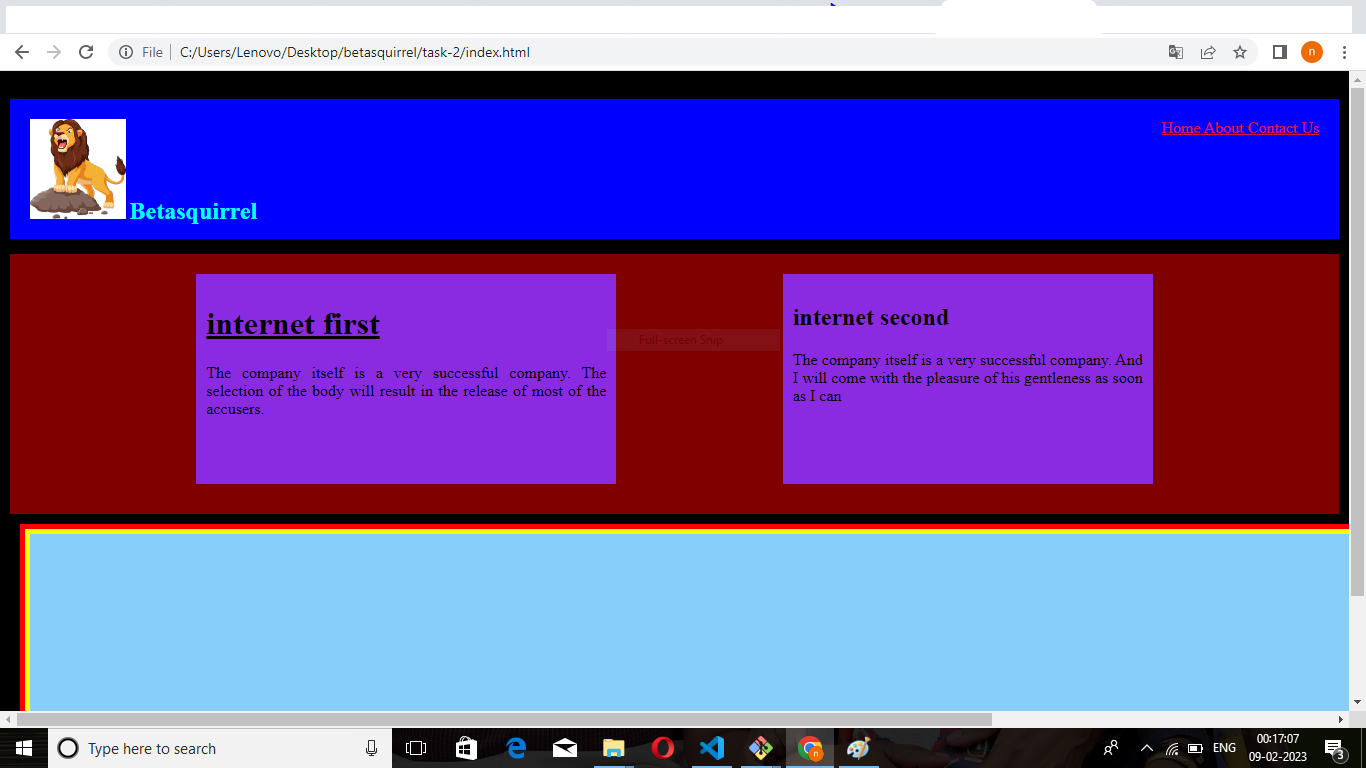 File
C:/Users/Lenovo/Desktop/betasquirrel/task-2/index.html
n
Home About Contact Us
Betasquirrel
internet first
The company itself is a very successful company. The
selection of the body will result in the release of most of the
accusers.
Full-screen Snip
internet second
The company itself is a very successful company. And
I will come with the pleasure of his gentleness as soon
as I can
Type here to search
n
ENG
00:17:07
09-02-2023
3